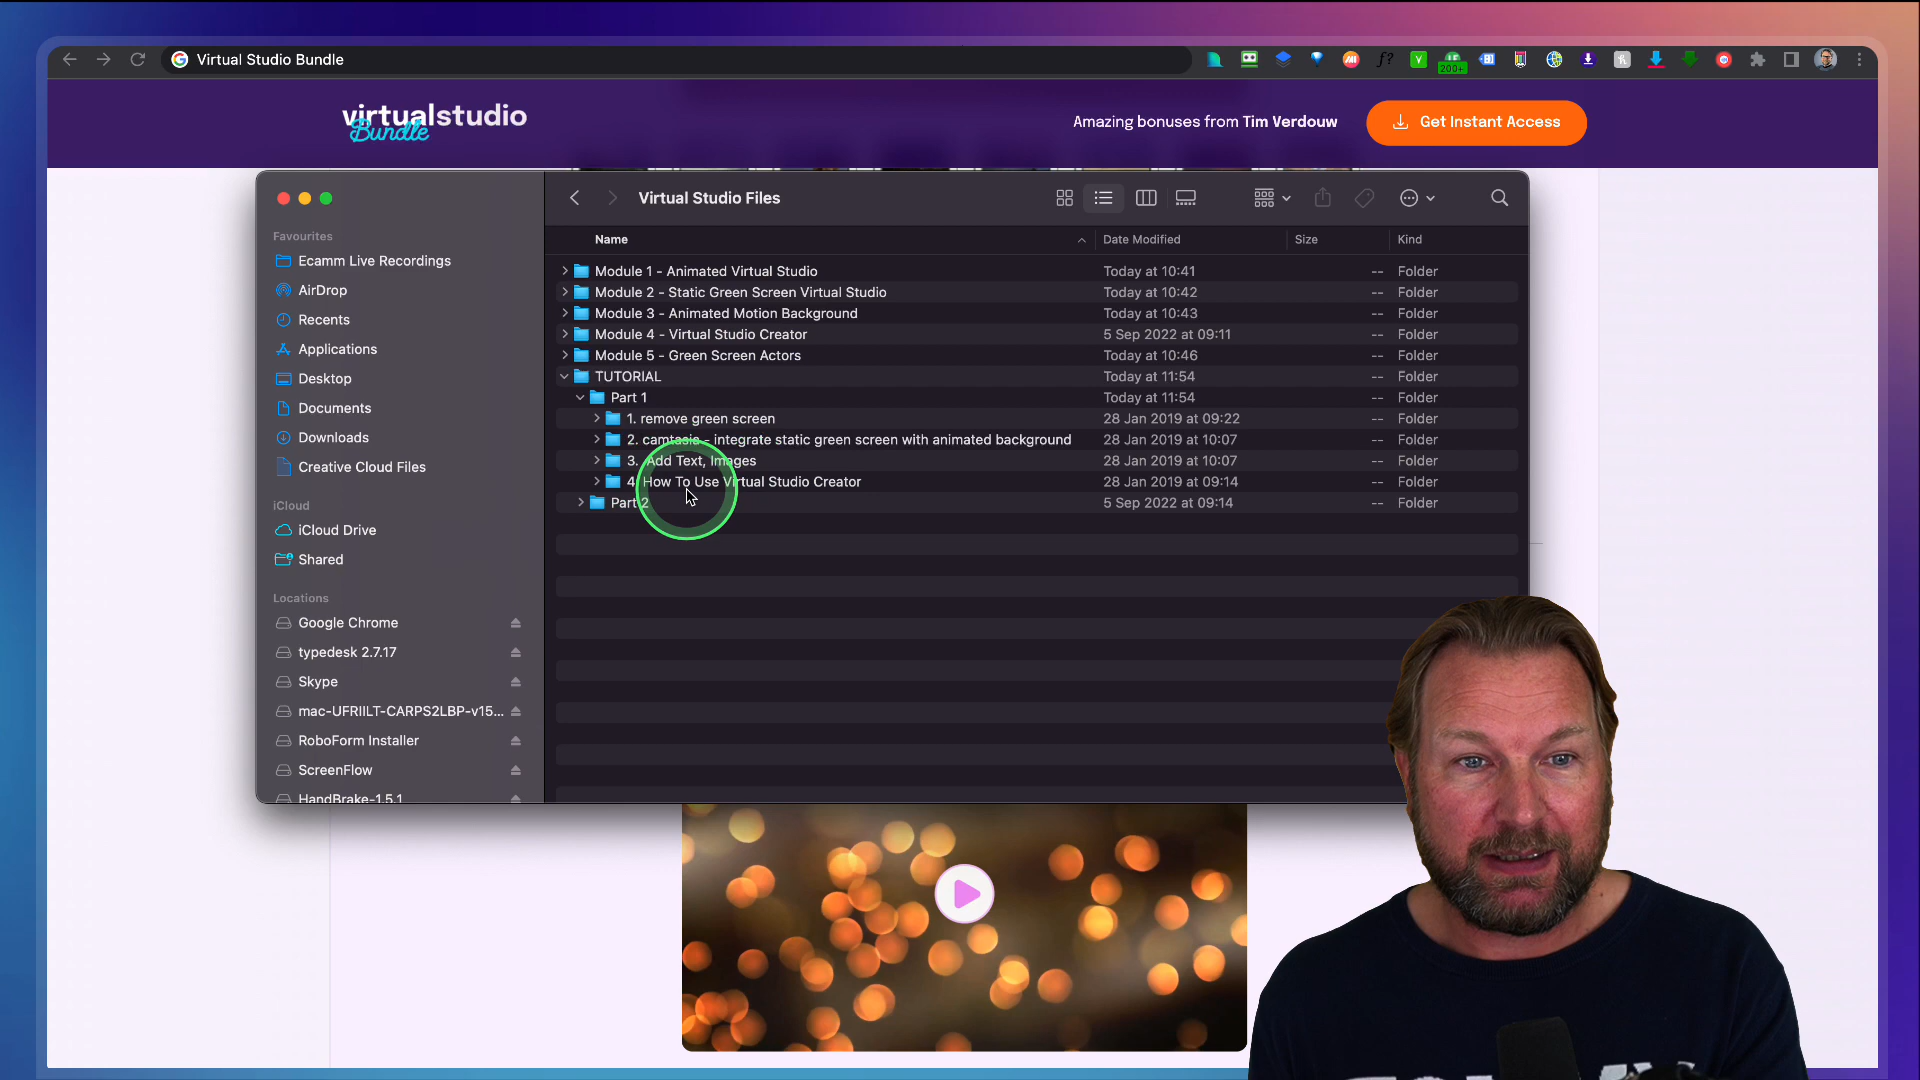 Virtual Studio Bundle
200+
virtualstudio
Bundle
Amazing bonuses from Tim Verdouw
Get Instant Access
Virtual Studio Files
Favourites
Ecamm Live Recordings
AirDrop
Recents
Applications
Desktop
Documents
Downloads
Creative Cloud Files
iCloud
iCloud Drive
Shared
Locations
Google Chrome
typedesk 2.7.17
Skype
mac-UFRIILT-CARPS2LBP-v15...
RoboForm Installer
ScreenFlow
HandBrake-1.5.1
Name Date Modified Size Kind
Module 1 - Animated Virtual Studio Today at 10:41 -- Folder
Module 2 - Static Green Screen Virtual Studio Today at 10:42 -- Folder
Module 3 - Animated Motion Background Today at 10:43 -- Folder
Module 4 - Virtual Studio Creator 5 Sep 2022 at 09:11 -- Folder
Module 5 - Green Screen Actors Today at 10:46 -- Folder
TUTORIAL Today at 11:54 -- Folder
Part 1 Today at 11:54 -- Folder
1. remove green screen 28 Jan 2019 at 09:22 -- Folder
2. camtasia - integrate static green screen with animated background 28 Jan 2019 at 10:07 -- Folder
3. Add Text, Images 28 Jan 2019 at 10:07 -- Folder
4. How To Use Virtual Studio Creator 28 Jan 2019 at 09:14 -- Folder
Part 2 5 Sep 2022 at 09:14 -- Folder